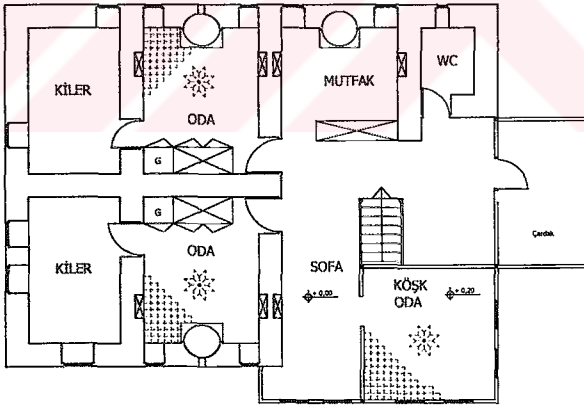 KİLER
ODA
MUTFAK
WC
G
G
KİLER
ODA
SOFA
+ 0,00
KÖŞK
ODA
+ 0,20
Çardak